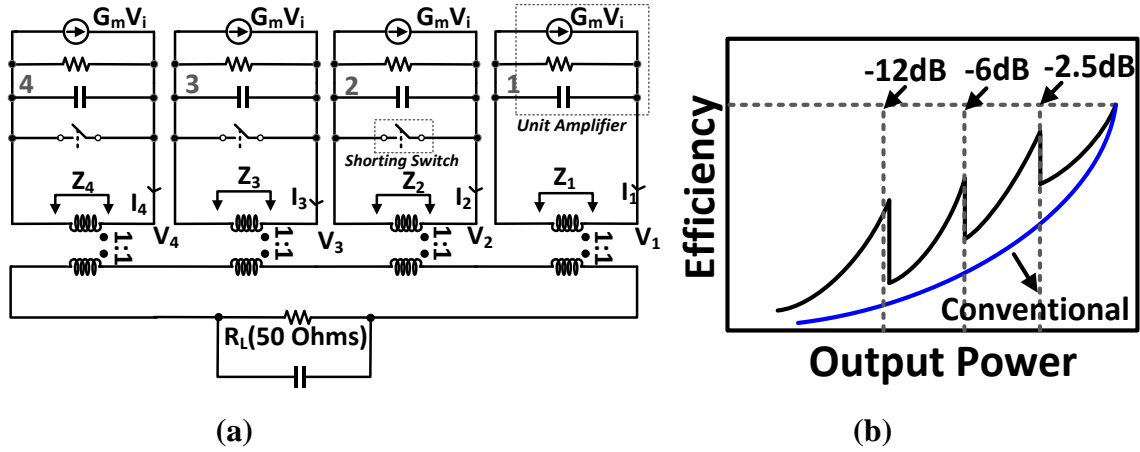 GmVi GmVi GmVi GmVi
4 3 2 1
Unit Amplifier
Shorting Switch
Z4 Z3 Z2 Z1
I4 I3 I2 I1
V4 V3 V2 V1
1:1 1:1 1:1 1:1
RL(50 Ohms)
(a)
-12dB -6dB -2.5dB
Efficiency
Conventional
Output Power
(b)